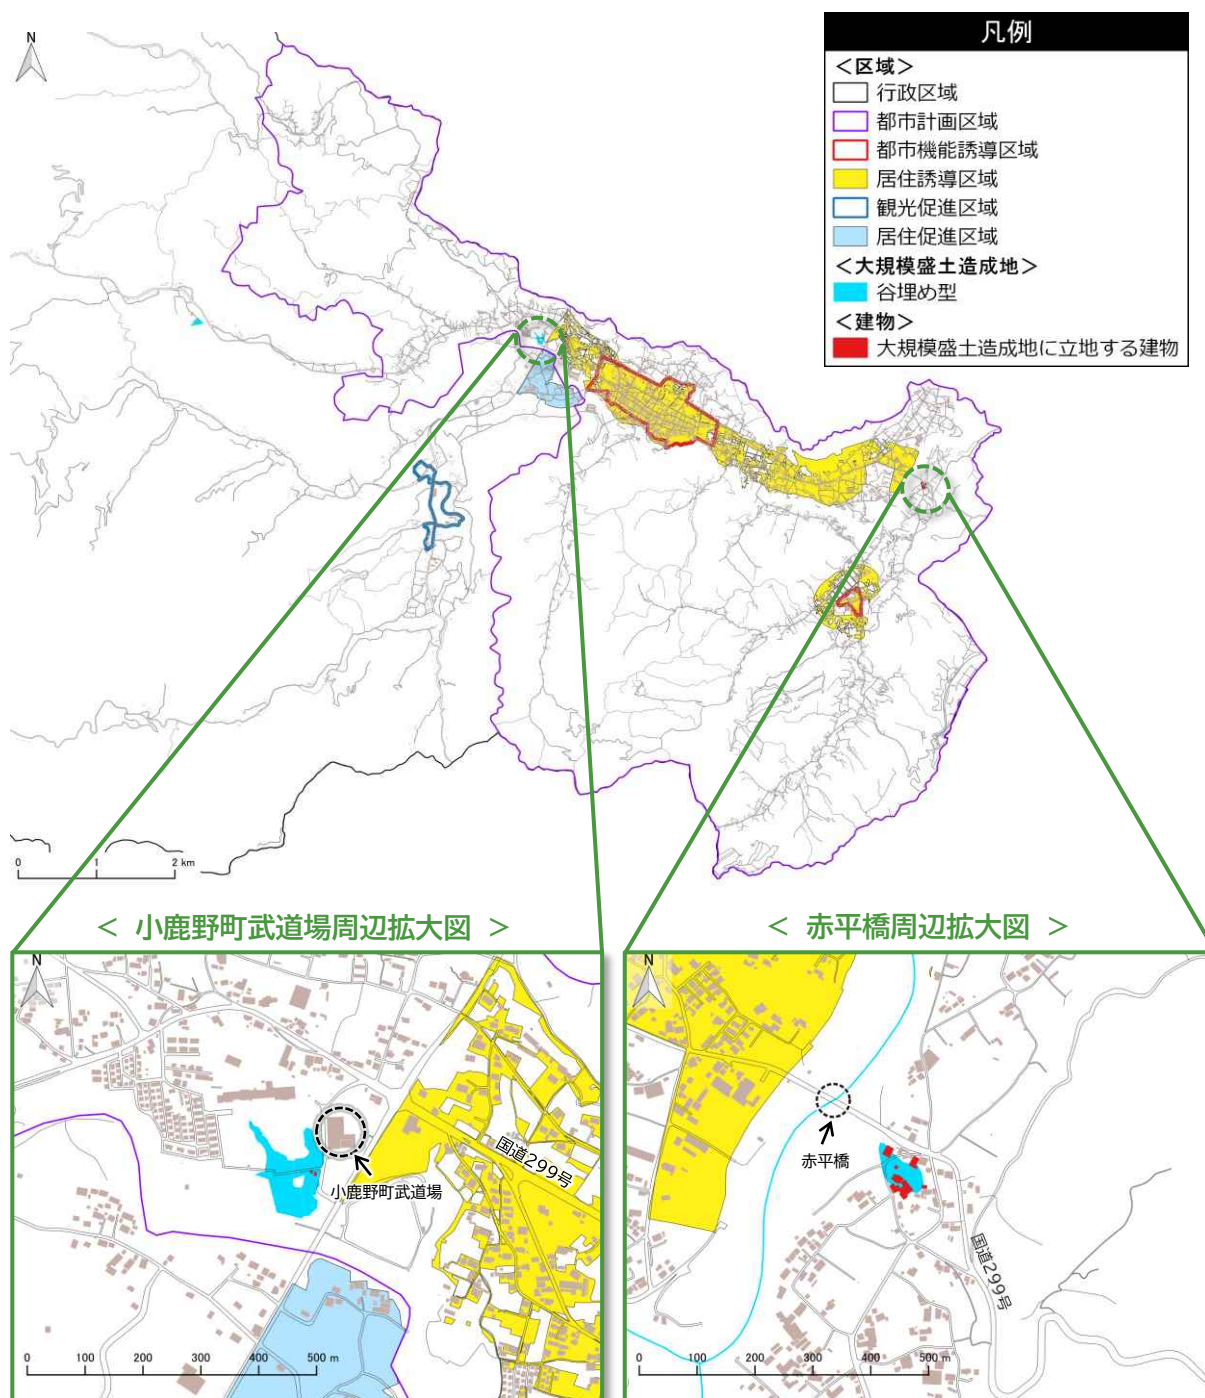 N
凡例
＜区域＞
行政区域
都市計画区域
都市機能誘導区域
居住誘導区域
観光促進区域
居住促進区域
＜大規模盛土造成地＞
谷埋め型
＜建物＞
大規模盛土造成地に立地する建物
0 1 2 km
＜ 小鹿野町武道場周辺拡大図 ＞
N
国道299号
小鹿野町武道場
0 100 200 300 400 500 m
＜ 赤平橋周辺拡大図 ＞
N
赤平橋
国道299号
0 100 200 300 400 500 m